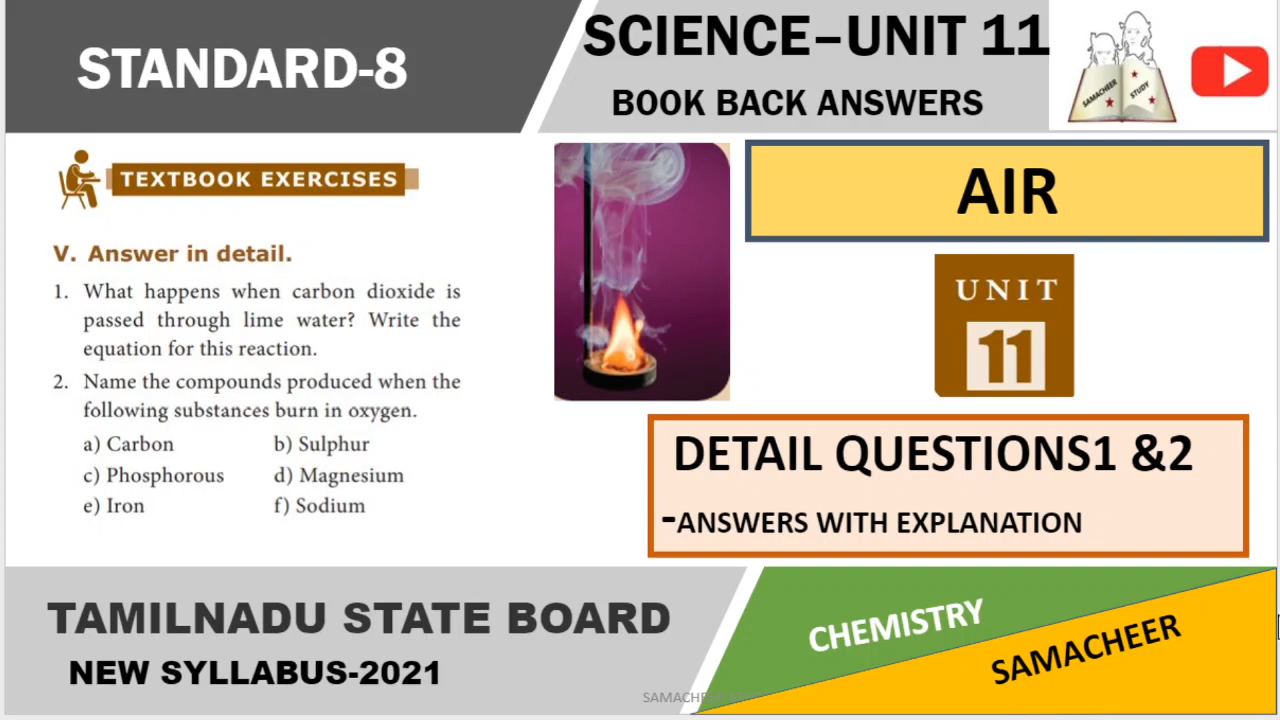 STANDARD-8
SCIENCE–UNIT 11
BOOK BACK ANSWERS
SAMACHEER
STUDY
TEXTBOOK EXERCISES
AIR
V. Answer in detail.
1. What happens when carbon dioxide is
passed through lime water? Write the
equation for this reaction.
2. Name the compounds produced when the
following substances burn in oxygen.
a) Carbon b) Sulphur
c) Phosphorous d) Magnesium
e) Iron f) Sodium
UNIT
11
DETAIL QUESTIONS1 &2
-ANSWERS WITH EXPLANATION
TAMILNADU STATE BOARD
NEW SYLLABUS-2021
CHEMISTRY
SAMACHEER